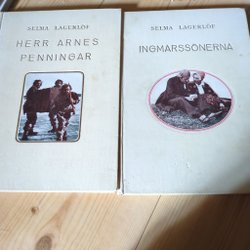 SELMA LAGERLÖF
HERR ARNES
PENNINGAR
SELMA LAGERLÖF
INGMARSSÖNERNA